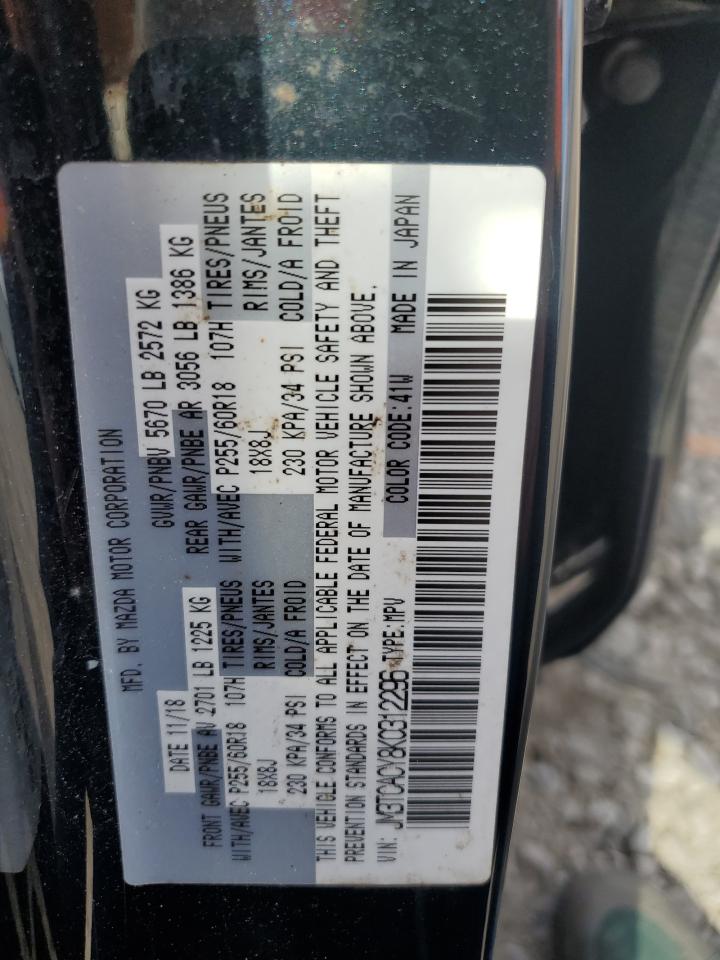 MFD. BY MAZDA MOTOR CORPORATION
DATE 11/18 GVWR/PNBV 5670 LB 2572 KG
FRONT GAWR/PNBE AV 2701 LB 1225 KG REAR GAWR/PNBE AR 3056 LB 1386 KG
WITH/AVEC P255/60R18 107H TIRES/PNEUS WITH/AVEC P255/60R18 107H TIRES/PNEUS
18X8J RIMS/JANTES 18X8J RIMS/JANTES
230 KPA/34 PSI COLD/A FROID 230 KPA/34 PSI COLD/A FROID
THIS VEHICLE CONFORMS TO ALL APPLICABLE FEDERAL MOTOR VEHICLE SAFETY AND THEFT
PREVENTION STANDARDS IN EFFECT ON THE DATE OF MANUFACTURE SHOWN ABOVE.
VIN: JM3TCACY8K0312296 TYPE:MPV COLOR CODE:41W MADE IN JAPAN